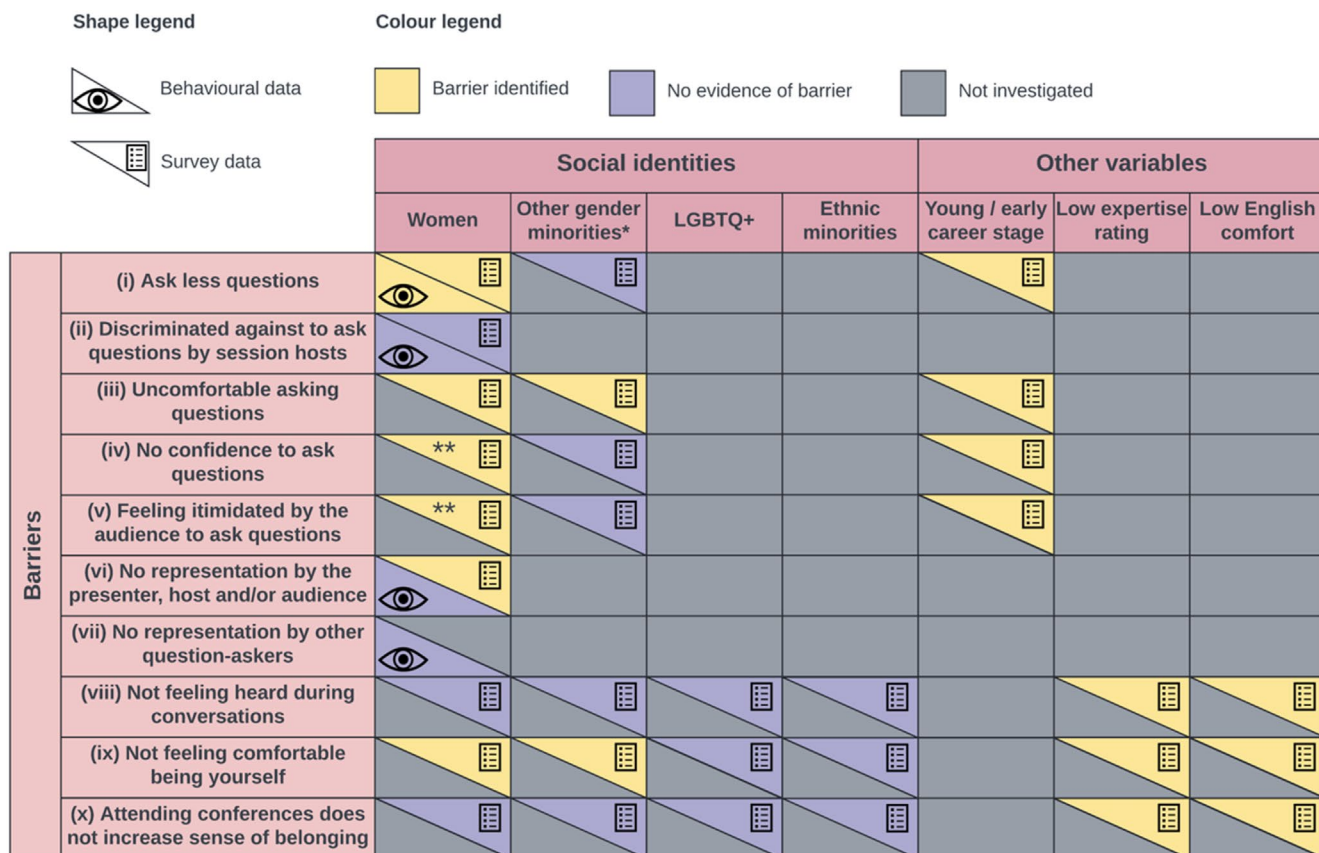 Shape legend
Colour legend
Behavioural data
Barrier identified
No evidence of barrier
Not investigated
Survey data
Social identities
Other variables
Women
Other gender
minorities*
LGBTQ+
Ethnic
minorities
Young / early
career stage
Low expertise
rating
Low English
comfort
Barriers
(i) Ask less questions
(ii) Discriminated against to ask
questions by session hosts
(iii) Uncomfortable asking
questions
(iv) No confidence to ask
questions
**
(v) Feeling itimidated by the
audience to ask questions
**
(vi) No representation by the
presenter, host and/or audience
(vii) No representation by other
question-askers
(viii) Not feeling heard during
conversations
(ix) Not feeling comfortable
being yourself
(x) Attending conferences does
not increase sense of belonging